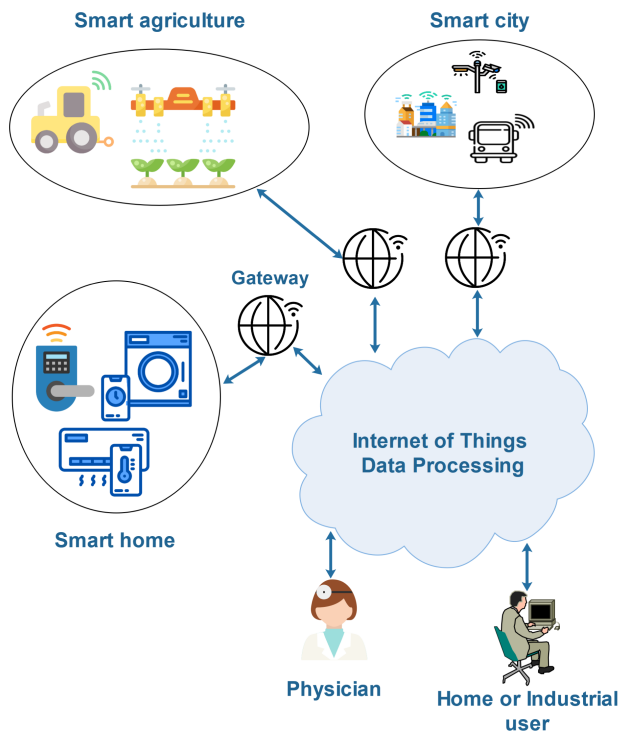 Smart agriculture
Smart city
Gateway
Internet of Things
Data Processing
Smart home
Physician
Home or Industrial
user